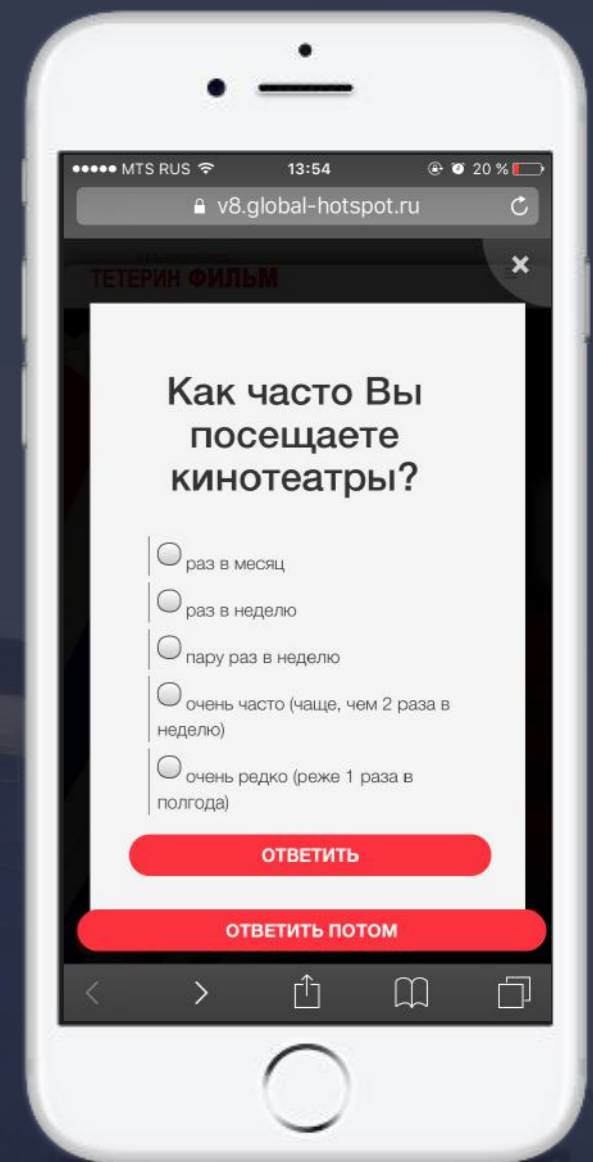 MTS RUS 13:54 20 %
v8.global-hotspot.ru
ТЕТЕРИН ФИЛЬМ
Как часто Вы
посещаете
кинотеатры?
раз в месяц
раз в неделю
пару раз в неделю
очень часто (чаще, чем 2 раза в
неделю)
очень редко (реже 1 раза в
полгода)
ОТВЕТИТЬ
ОТВЕТИТЬ ПОТОМ